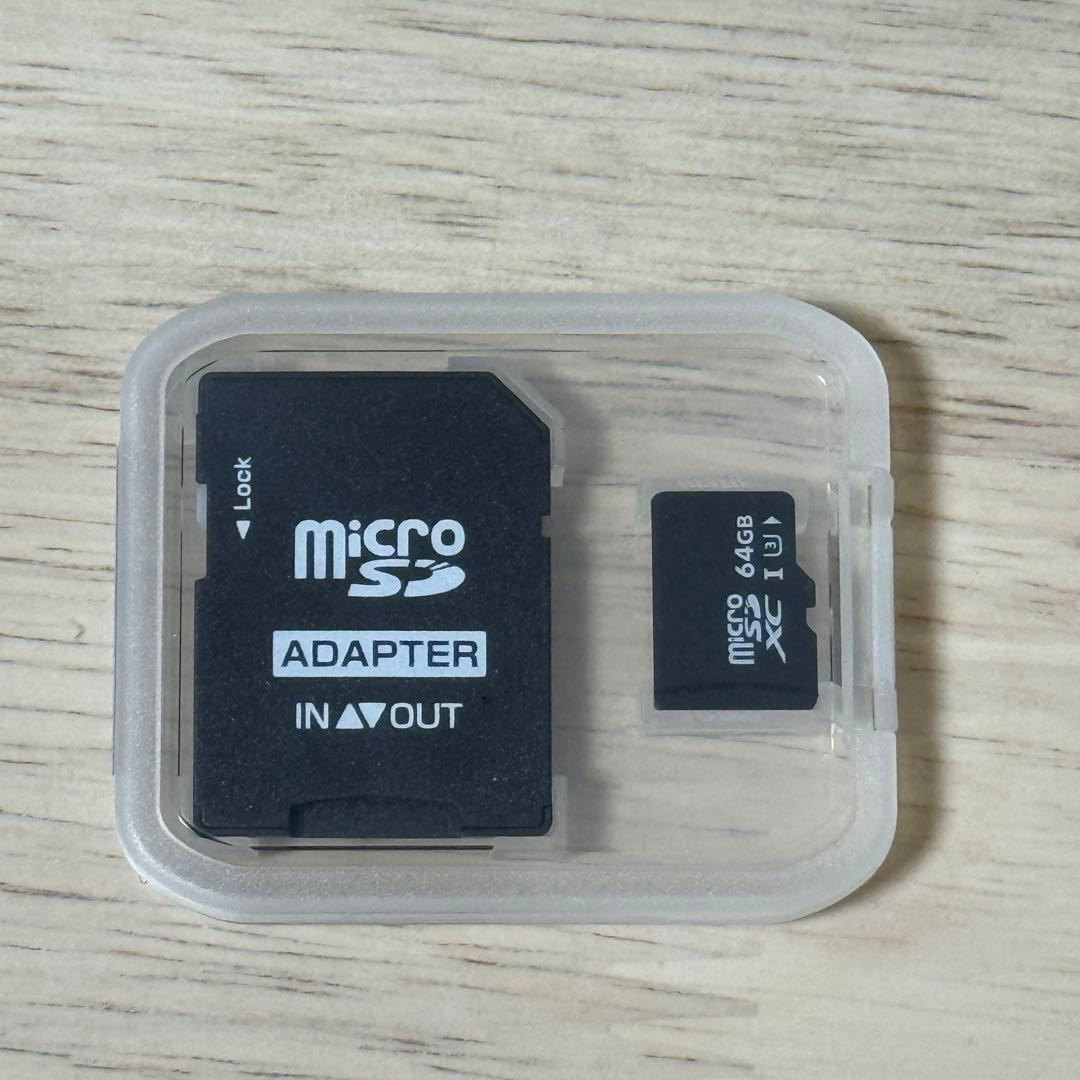 ◀ Lock
micro
SD
ADAPTER
IN▲▼OUT
micro
SD
XC
64GB
I 3 ▶